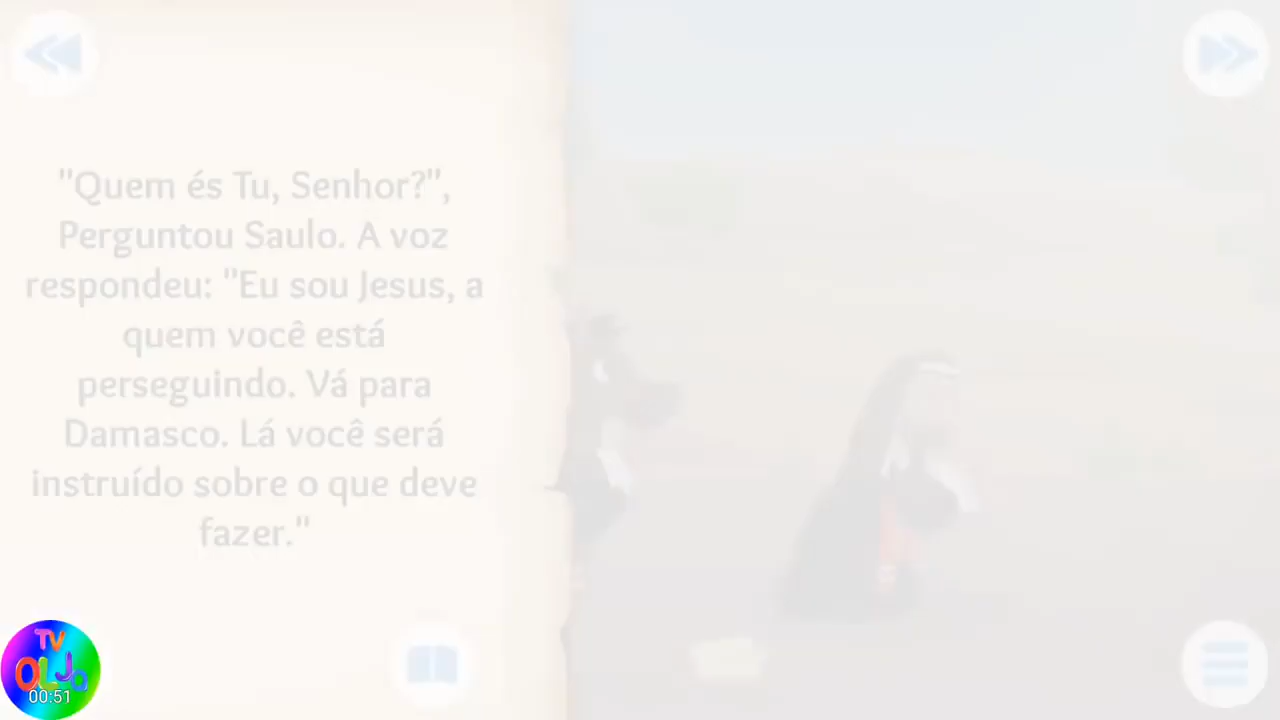 "Quem és Tu, Senhor?",
Perguntou Saulo. A voz
respondeu: "Eu sou Jesus, a
quem você está
perseguindo. Vá para
Damasco. Lá você será
instruído sobre o que deve
fazer."
TV
OLJO
00:51